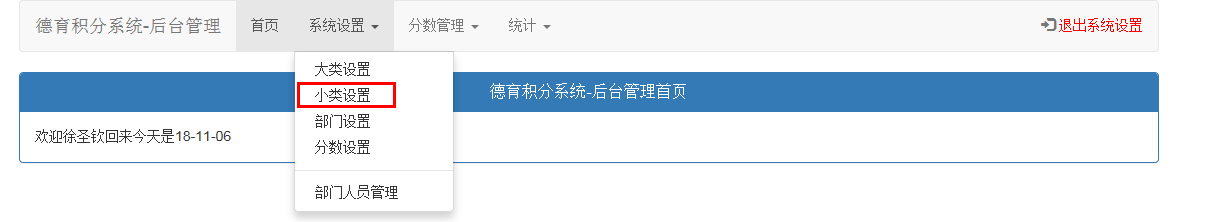 德育积分系统-后台管理 首页 系统设置 分数管理 统计 退出系统设置
大类设置
小类设置
德育积分系统-后台管理首页
部门设置
欢迎徐圣钦回来今天是18-11-06
分数设置
部门人员管理